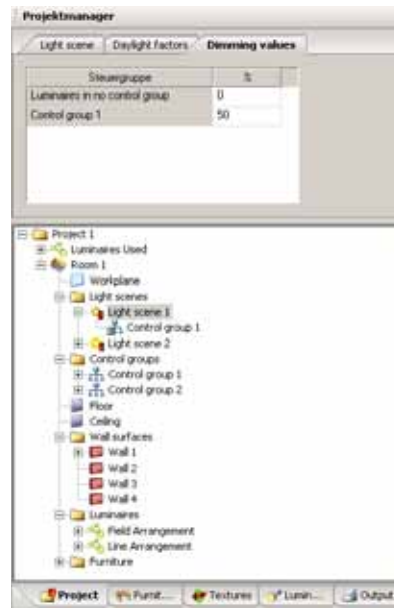 Projektmanager
Light scene Daylight factors Dimming values
Steuergruppe %
Luminaires in no control group 0
Control group 1 50
Project 1
Luminaires Used
Room 1
Workplane
Light scenes
Light scene 1
Control group 1
Light scene 2
Control groups
Control group 1
Control group 2
Floor
Ceiling
Wall surfaces
Wall 1
Wall 2
Wall 3
Wall 4
Luminaires
Field Arrangement
Line Arrangement
Furniture
Project Furnit... Textures Lumin... Output